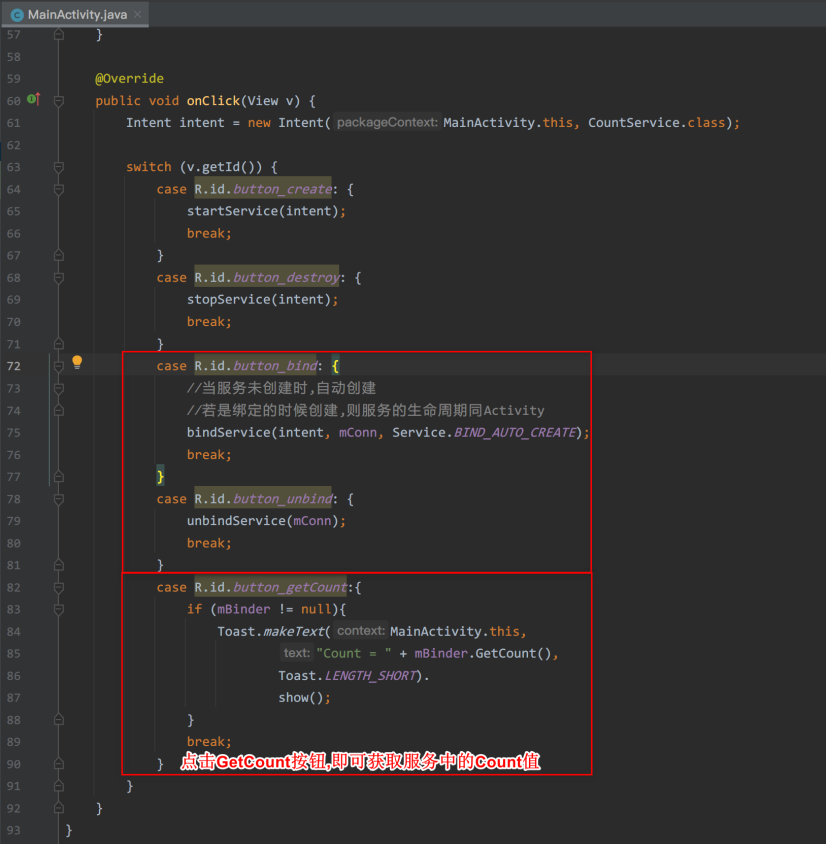 MainActivity.java
57 }
58
59 @Override
60 public void onClick(View v) {
61 Intent intent = new Intent( packageContext: MainActivity.this, CountService.class);
62
63 switch (v.getId()) {
64 case R.id.button_create: {
65 startService(intent);
66 break;
67 }
68 case R.id.button_destroy: {
69 stopService(intent);
70 break;
71 }
72 case R.id.button_bind: {
73 //当服务未创建时,自动创建
74 //若是绑定的时候创建,则服务的生命周期同Activity
75 bindService(intent, mConn, Service.BIND_AUTO_CREATE);
76 break;
77 }
78 case R.id.button_unbind: {
79 unbindService(mConn);
80 break;
81 }
82 case R.id.button_getCount:{
83 if (mBinder != null){
84 Toast.makeText( context: MainActivity.this,
85 text: "Count = " + mBinder.GetCount(),
86 Toast.LENGTH_SHORT).
87 show();
88 }
89 break;
90 } 点击GetCount按钮,即可获取服务中的Count值
91 }
92 }
93 }